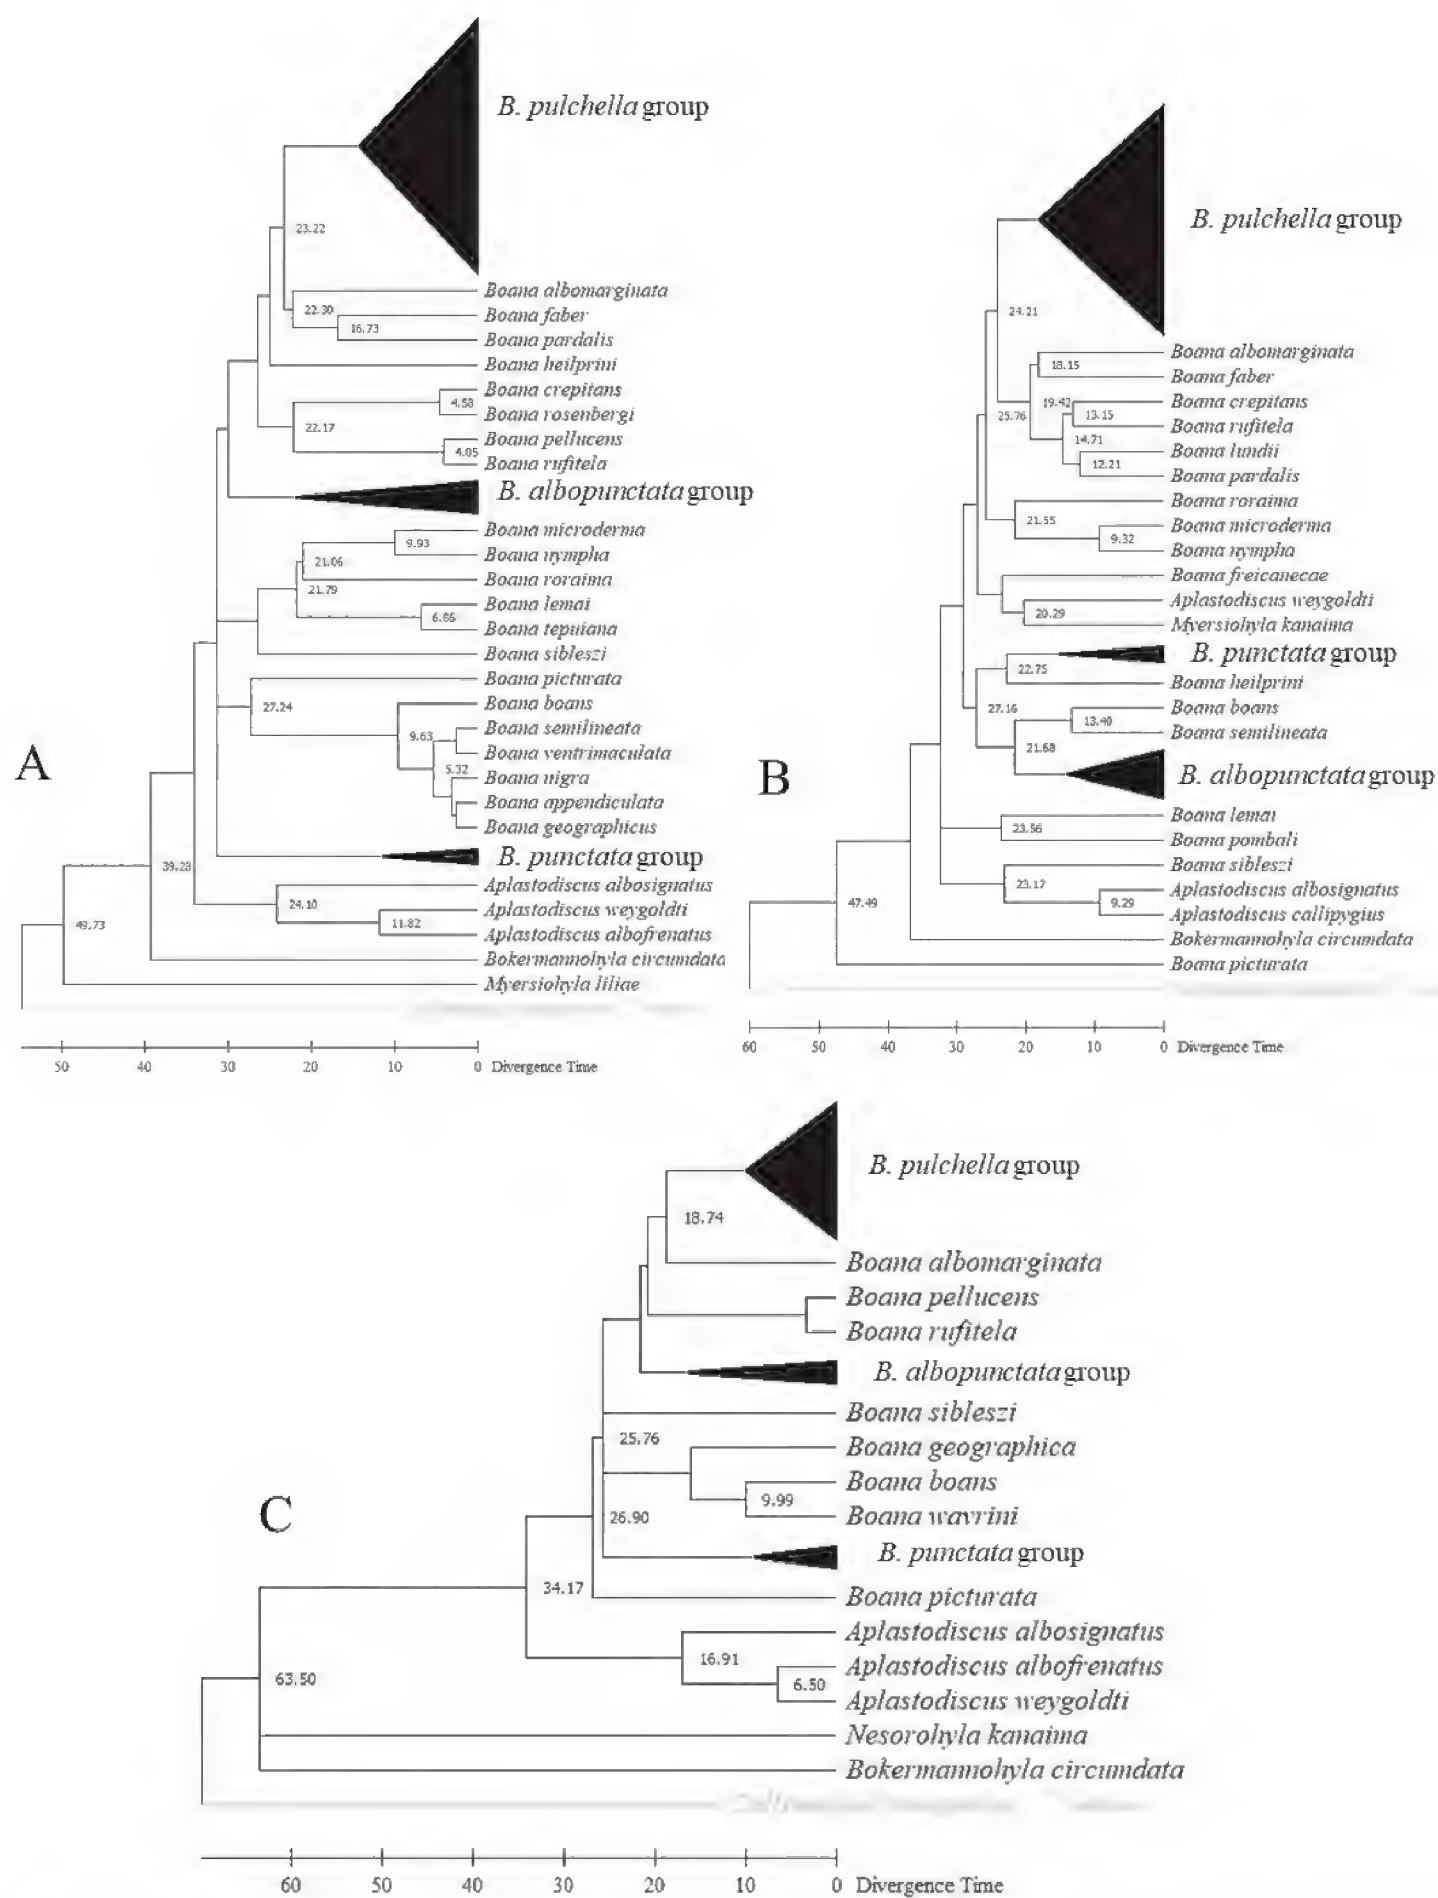 A
B. pulchella group
23.22
Boana albomarginata
22.30
Boana faber
16.73
Boana pardalis
Boana heilprini
Boana crepitans
4.58
Boana rosenbergi
22.17
Boana pellucens
4.05
Boana rufitela
B. albopunctata group
Boana microderma
9.93
Boana nympha
21.06
Boana roraima
21.79
Boana lemai
6.86
Boana tepuiana
Boana sibleszi
Boana picturata
27.24
Boana boans
Boana semilineata
9.63
Boana ventrimaculata
5.32
Boana nigra
Boana appendiculata
Boana geographicus
B. punctata group
39.28
Aplastodiscus albosignatus
24.10
Aplastodiscus weygoldti
11.82
49.73
Aplastodiscus albofrenatus
Bokermannohyla circumdata
Myersiohyla liliae
50 40 30 20 10 0 Divergence Time
B
B. pulchella group
24.21
Boana albomarginata
18.15
Boana faber
19.42
Boana crepitans
25.76
13.15
Boana rufitela
14.71
Boana lundii
12.21
Boana pardalis
Boana roraima
21.55
Boana microderma
9.32
Boana nympha
Boana freicanecae
Aplastodiscus weygoldti
20.29
Myersiohyla kanaima
B. punctata group
22.75
Boana heilprini
27.16
Boana boans
13.40
Boana semilineata
21.68
B. albopunctata group
Boana lemai
23.56
Boana pombali
Boana sibleszi
23.17
Aplastodiscus albosignatus
47.49
9.29
Aplastodiscus callipygius
Bokermannohyla circumdata
Boana picturata
60 50 40 30 20 10 0 Divergence Time
C
B. pulchella group
18.74
Boana albomarginata
Boana pellucens
Boana rufitela
B. albopunctata group
Boana sibleszi
25.76
Boana geographica
Boana boans
9.99
Boana wavrini
26.90
B. punctata group
34.17
Boana picturata
Aplastodiscus albosignatus
16.91
Aplastodiscus albofrenatus
6.50
63.50
Aplastodiscus weygoldti
Nesorohyla kanaima
Bokermannohyla circumdata
60 50 40 30 20 10 0 Divergence Time